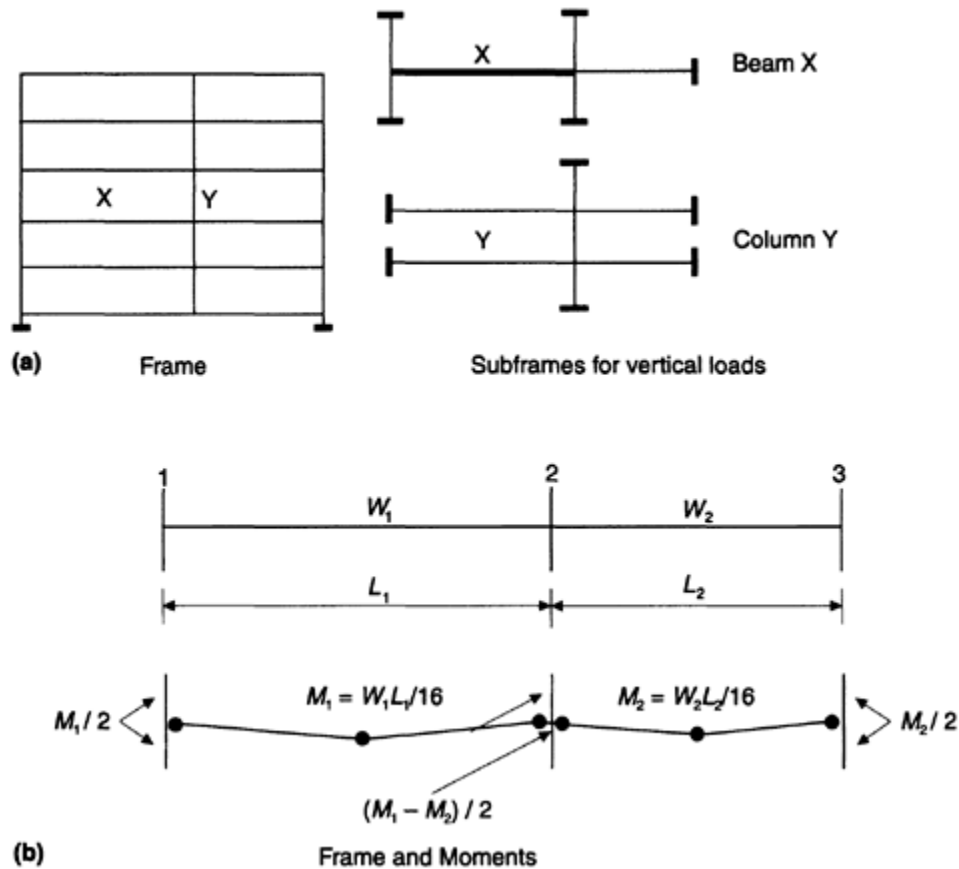 X
Y
X
Beam X
Y
Column Y
(a)
Frame
Subframes for vertical loads
1
2
3
W₁
W₂
L₁
L₂
M₁ = W₁L₁/16
M₂ = W₂L₂/16
M₁ / 2
M₂ / 2
(M₁ − M₂) / 2
(b)
Frame and Moments